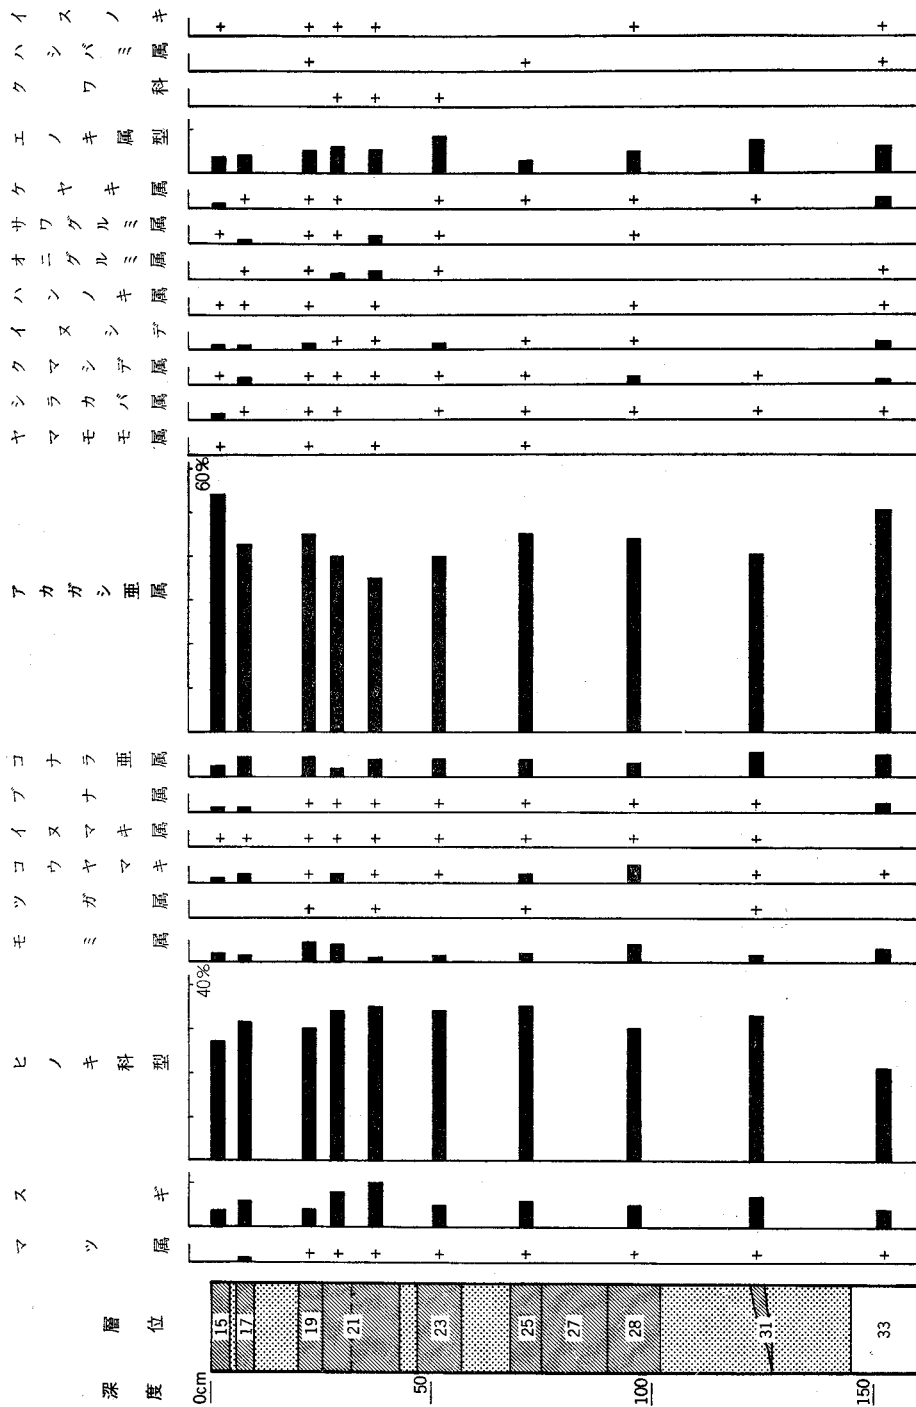 イスノキ
ハシバミ属
クワ科
エノキ属型
ケヤキ属
サワグルミ属
オニグルミ属
ハンノキ属
イヌシデ
クマシデ属
シラカバ属
ヤマモモ属
60%
アカガシ亜属
コナラ亜属
ブナ属
イヌマキ属
コウヤマキ
ツガ属
モミ属
40%
ヒノキ科型
スギ
マツ属
層位
15
17
19
21
23
25
27
28
31
33
深度
0cm
50
100
150